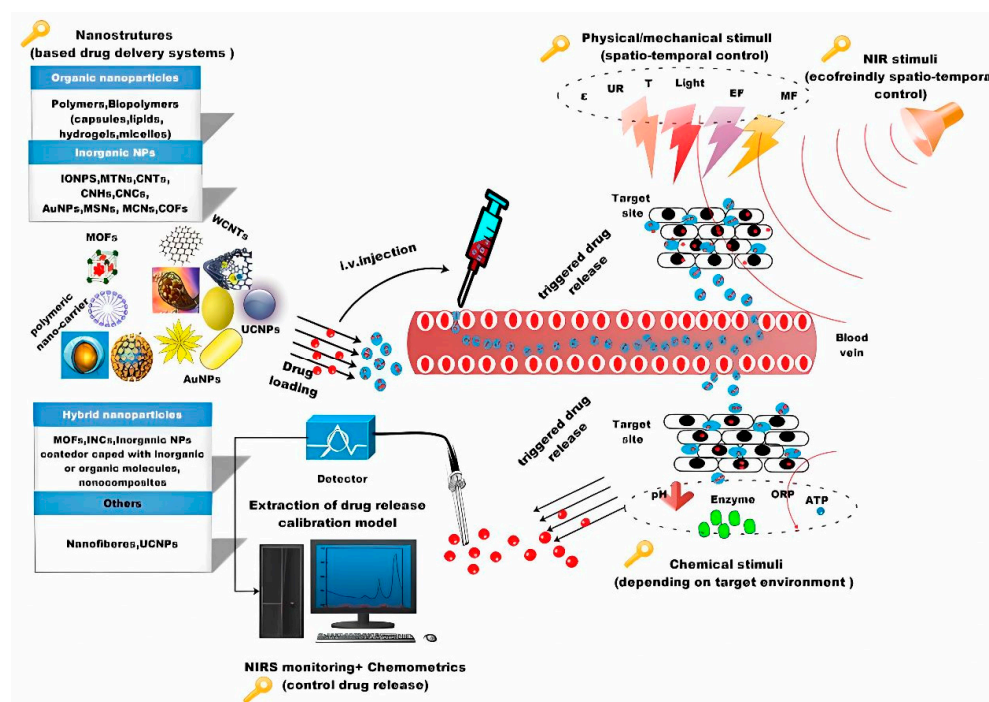 Nanostrutures
(based drug delvery systems )
Organic nanoparticles
Polymers,Biopolymers
(capsules,lipids,
hydrogels,micelles)
Inorganic NPs
IONPS,MTNs,CNTs,
CNHs,CNCs,
AuNPs,MSNs, MCNs,COFs
MOFs
WCNTs
polymeric
nano-carrier
UCNPs
AuNPs
i.v.injection
Drug
loading
Physical/mechanical stimuli
(spatio-temporal control)
ε
UR
T
Light
EF
MF
NIR stimuli
(ecofreindly spatio-tempora
control)
Target
site
triggered drug
release
Blood
vein
Target
site
triggered drug
release
pH
Enzyme
ORP
ATP
Chemical stimuli
(depending on target environment )
Hybrid nanoparticles
MOFs,INCs,Inorganic NPs
contedor caped with Inorganic
or organic molecules,
nonocomposites
Others
Nanofiberes,UCNPs
Detector
Extraction of drug release
calibration model
NIRS monitoring+ Chemometrics
(control drug release)